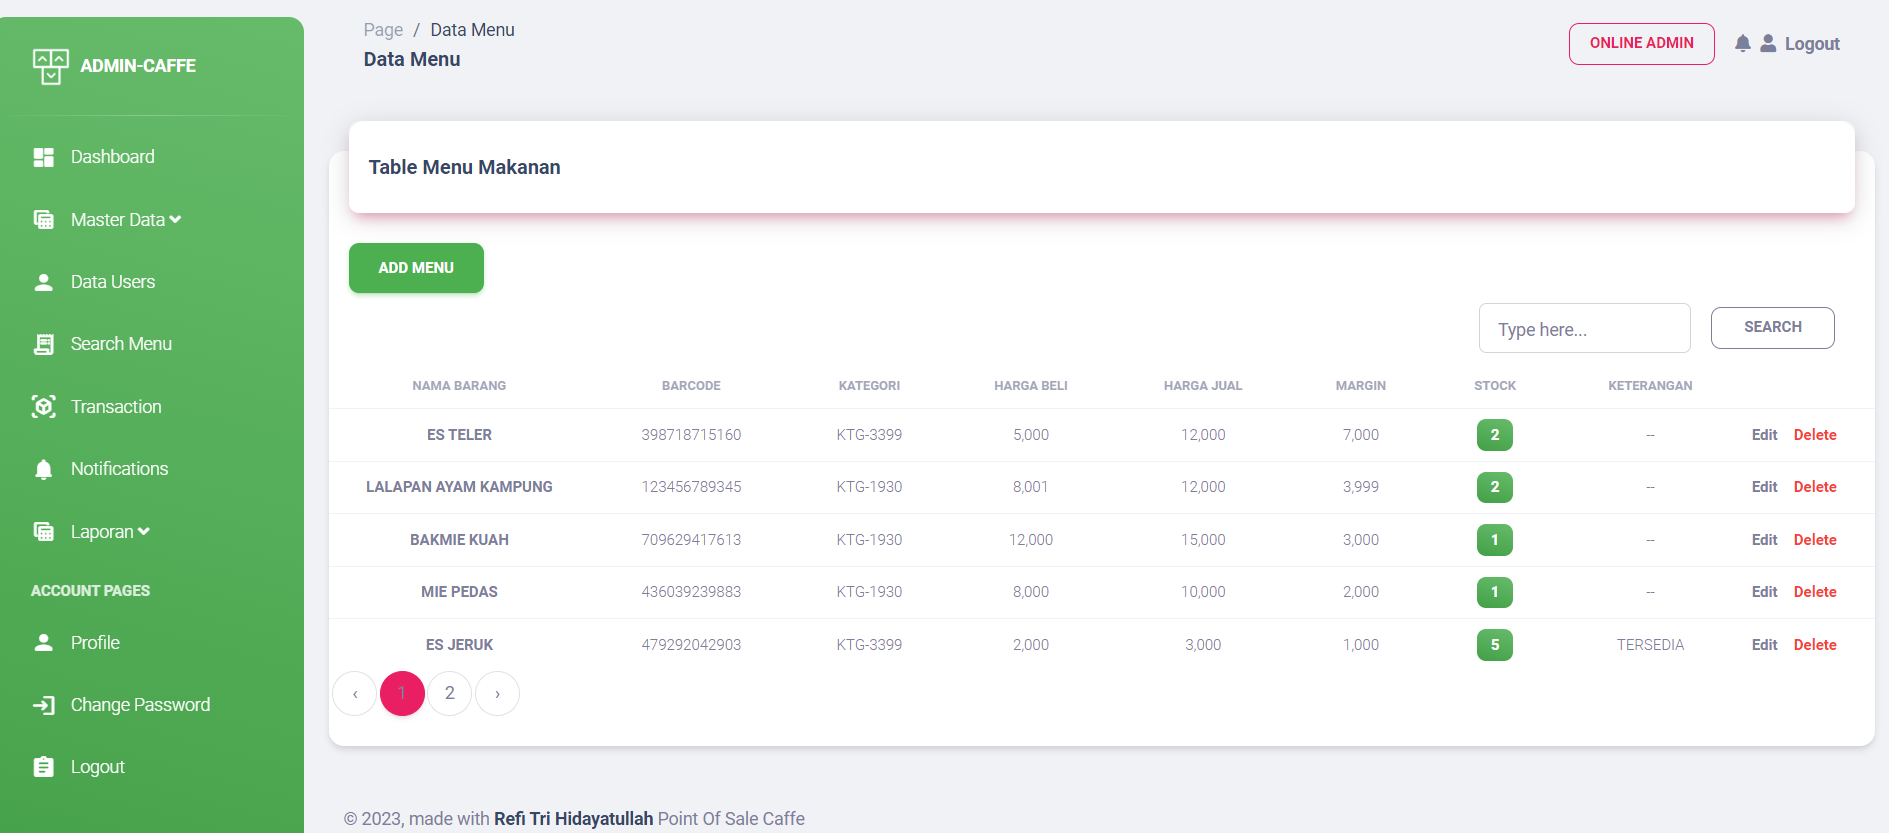 ADMIN-CAFFE
Dashboard
Master Data
Data Users
Search Menu
Transaction
Notifications
Laporan
ACCOUNT PAGES
Profile
Change Password
Logout
Page / Data Menu
Data Menu
ONLINE ADMIN Logout
Table Menu Makanan
ADD MENU
Type here... SEARCH
NAMA BARANG BARCODE KATEGORI HARGA BELI HARGA JUAL MARGIN STOCK KETERANGAN
ES TELER 398718715160 KTG-3399 5,000 12,000 7,000 2 -- Edit Delete
LALAPAN AYAM KAMPUNG 123456789345 KTG-1930 8,001 12,000 3,999 2 -- Edit Delete
BAKMIE KUAH 709629417613 KTG-1930 12,000 15,000 3,000 1 -- Edit Delete
MIE PEDAS 436039239883 KTG-1930 8,000 10,000 2,000 1 -- Edit Delete
ES JERUK 479292042903 KTG-3399 2,000 3,000 1,000 5 TERSEDIA Edit Delete
‹ 1 2 ›
© 2023, made with Refi Tri Hidayatullah Point Of Sale Caffe